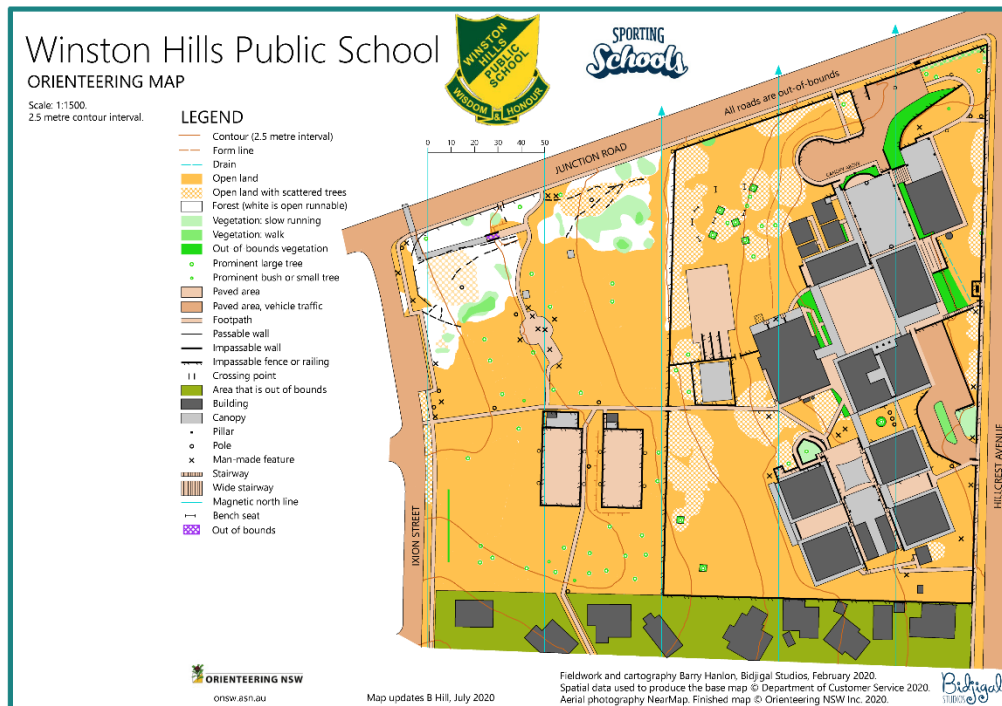 Winston Hills Public School
ORIENTEERING MAP
Scale: 1:1500.
2.5 metre contour interval.
WINSTON
HILLS
PUBLIC
SCHOOL
WISDOM & HONOUR
SPORTING
Schools
LEGEND
Contour (2.5 metre interval)
Form line
Drain
Open land
Open land with scattered trees
Forest (white is open runnable)
Vegetation: slow running
Vegetation: walk
Out of bounds vegetation
Prominent large tree
Prominent bush or small tree
Paved area
Paved area, vehicle traffic
Footpath
Passable wall
Impassable wall
Impassable fence or railing
Crossing point
Area that is out of bounds
Building
Canopy
Pillar
Pole
Man-made feature
Stairway
Wide stairway
Magnetic north line
Bench seat
Out of bounds
0 10 20 30 40 50
JUNCTION ROAD
All roads are out-of-bounds
IXION STREET
HILLCREST AVENUE
ORIENTEERING NSW
onsw.asn.au
Map updates B Hill, July 2020
Fieldwork and cartography Barry Hanlon, Bidjigal Studios, February 2020.
Spatial data used to produce the base map © Department of Customer Service 2020.
Aerial photography NearMap. Finished map © Orienteering NSW Inc. 2020.
Bidjigal
STUDIOS